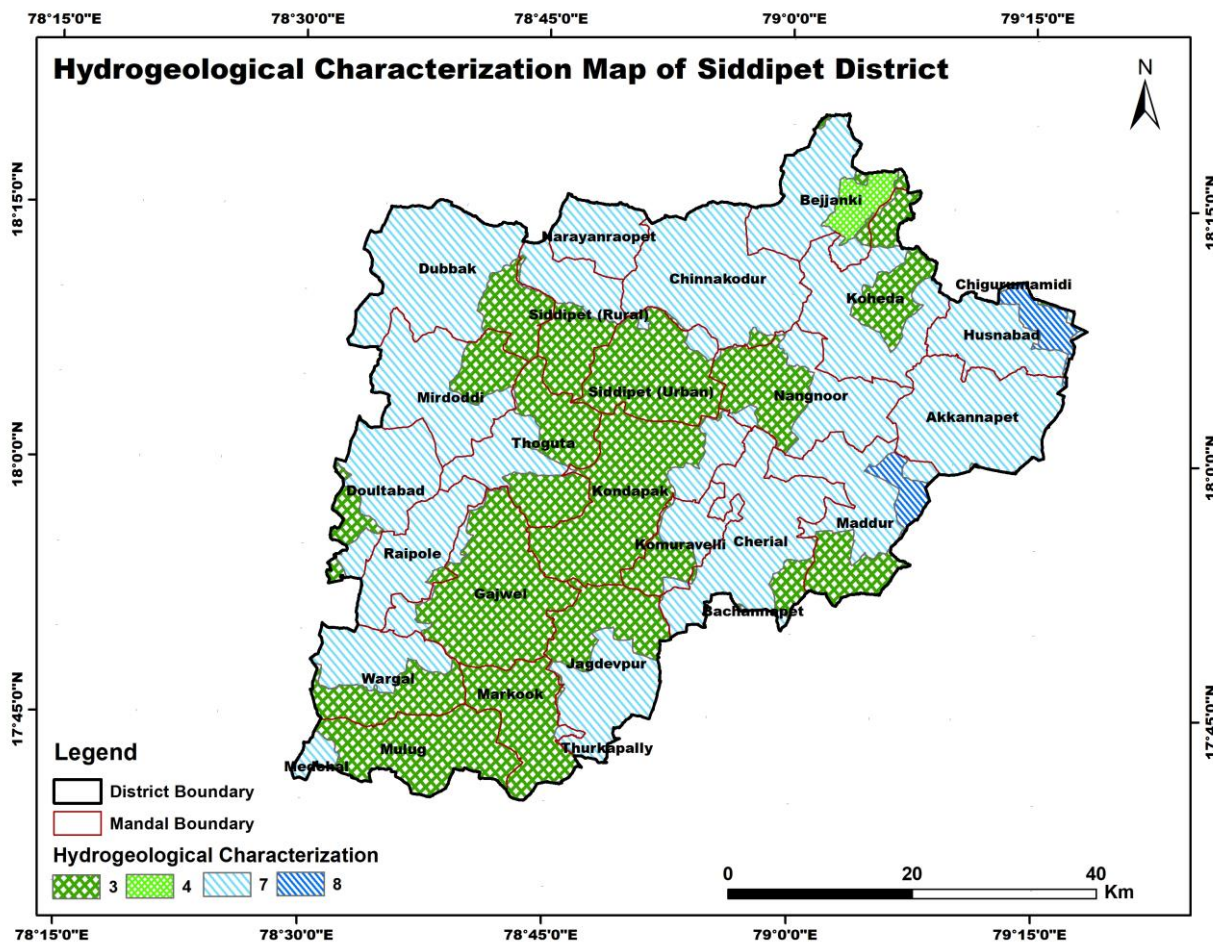 78°15'0"E 78°30'0"E 78°45'0"E 79°0'0"E 79°15'0"E
Hydrogeological Characterization Map of Siddipet District
N
18°15'0"N
18°15'0"N
Bejjanki
Narayanraopet
Dubbak
Chinnakodur
Chigurumamidi
Koheda
Siddipet (Rural)
Husnabad
Siddipet (Urban)
Mirdoddi
Nangnoor
Akkannapet
Thoguta
18°0'0"N
18°0'0"N
Doultabad
Kondapak
Maddur
Komuravelli
Cherial
Raipole
Gajwel
Bachannapet
Jagdevpur
Wargal
Markook
17°45'0"N
17°45'0"N
Mulug
Thurkapally
Medchal
Legend
District Boundary
Mandal Boundary
Hydrogeological Characterization
3 4 7 8
0 20 40
Km
78°15'0"E 78°30'0"E 78°45'0"E 79°0'0"E 79°15'0"E